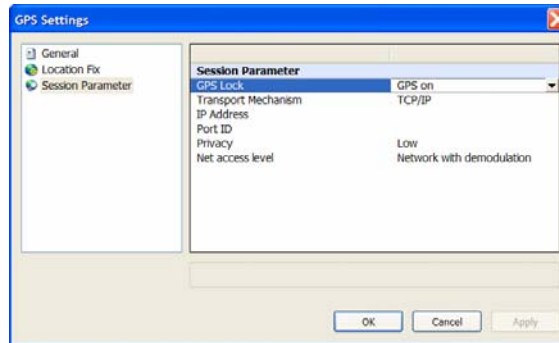 GPS Settings
General
Location Fix
Session Parameter
Session Parameter
GPS Lock GPS on
Transport Mechanism TCP/IP
IP Address
Port ID
Privacy Low
Net access level Network with demodulation
OK Cancel Apply